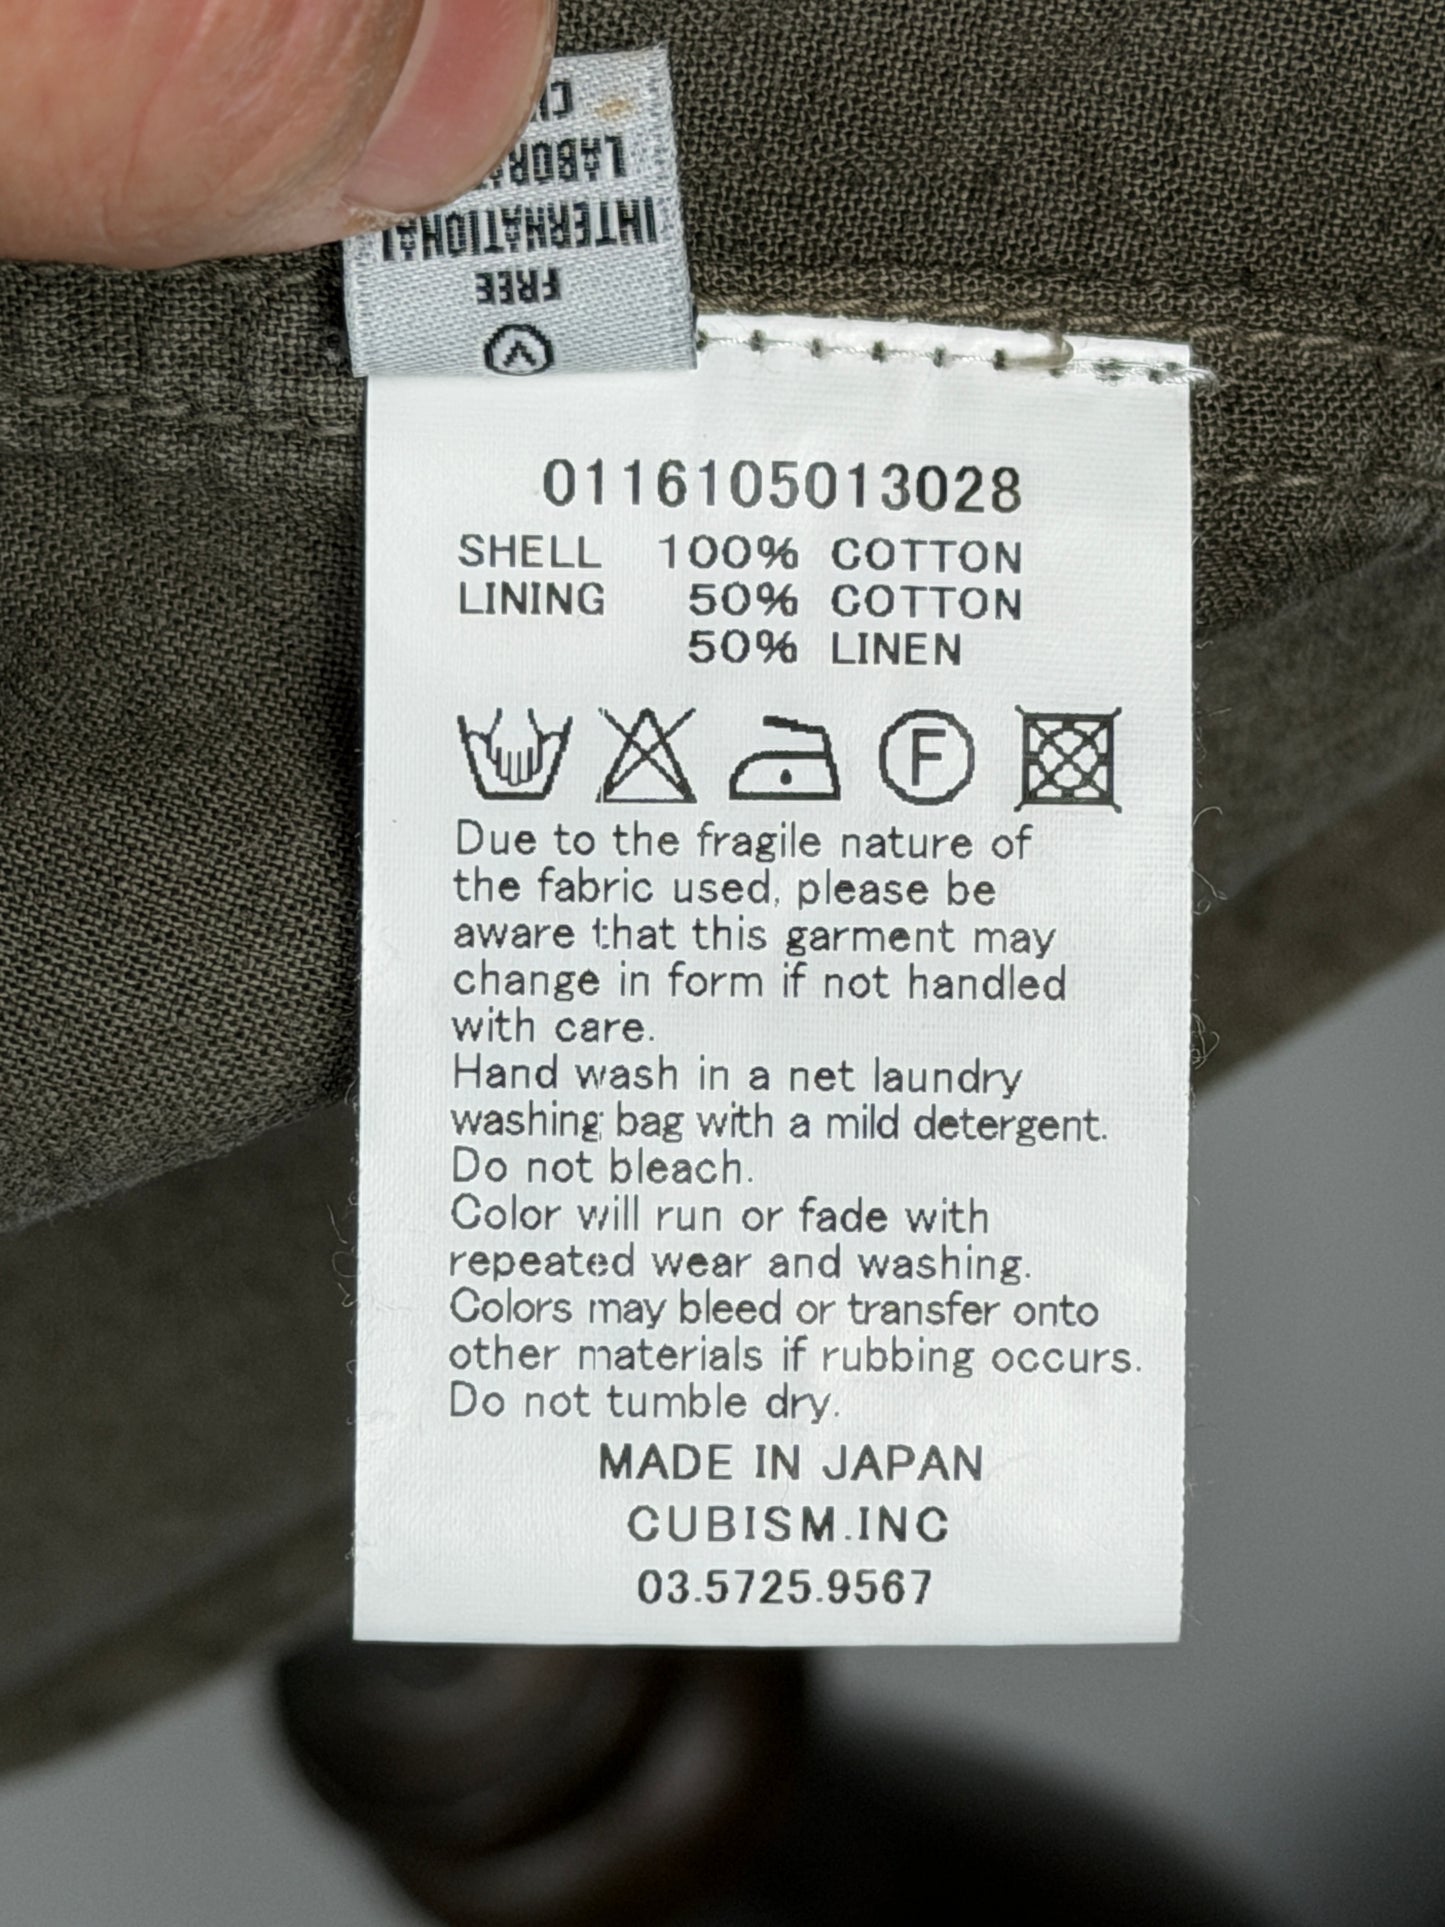 INTERNATIONAL
FREE
0116105013028
SHELL 100% COTTON
LINING 50% COTTON
50% LINEN
F
Due to the fragile nature of
the fabric used, please be
aware that this garment may
change in form if not handled
with care.
Hand wash in a net laundry
washing bag with a mild detergent.
Do not bleach.
Color will run or fade with
repeated wear and washing.
Colors may bleed or transfer onto
other materials if rubbing occurs.
Do not tumble dry.
MADE IN JAPAN
CUBISM.INC
03.5725.9567